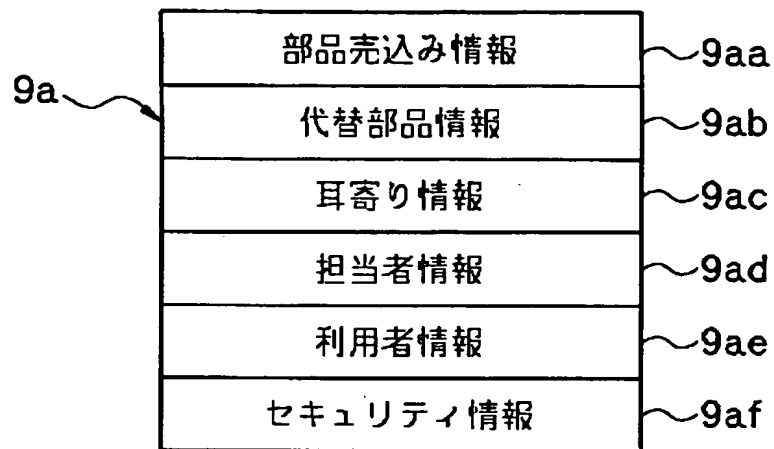 部品売込み情報 9aa
9a
代替部品情報 9ab
耳寄り情報 9ac
担当者情報 9ad
利用者情報 9ae
セキュリティ情報 9af